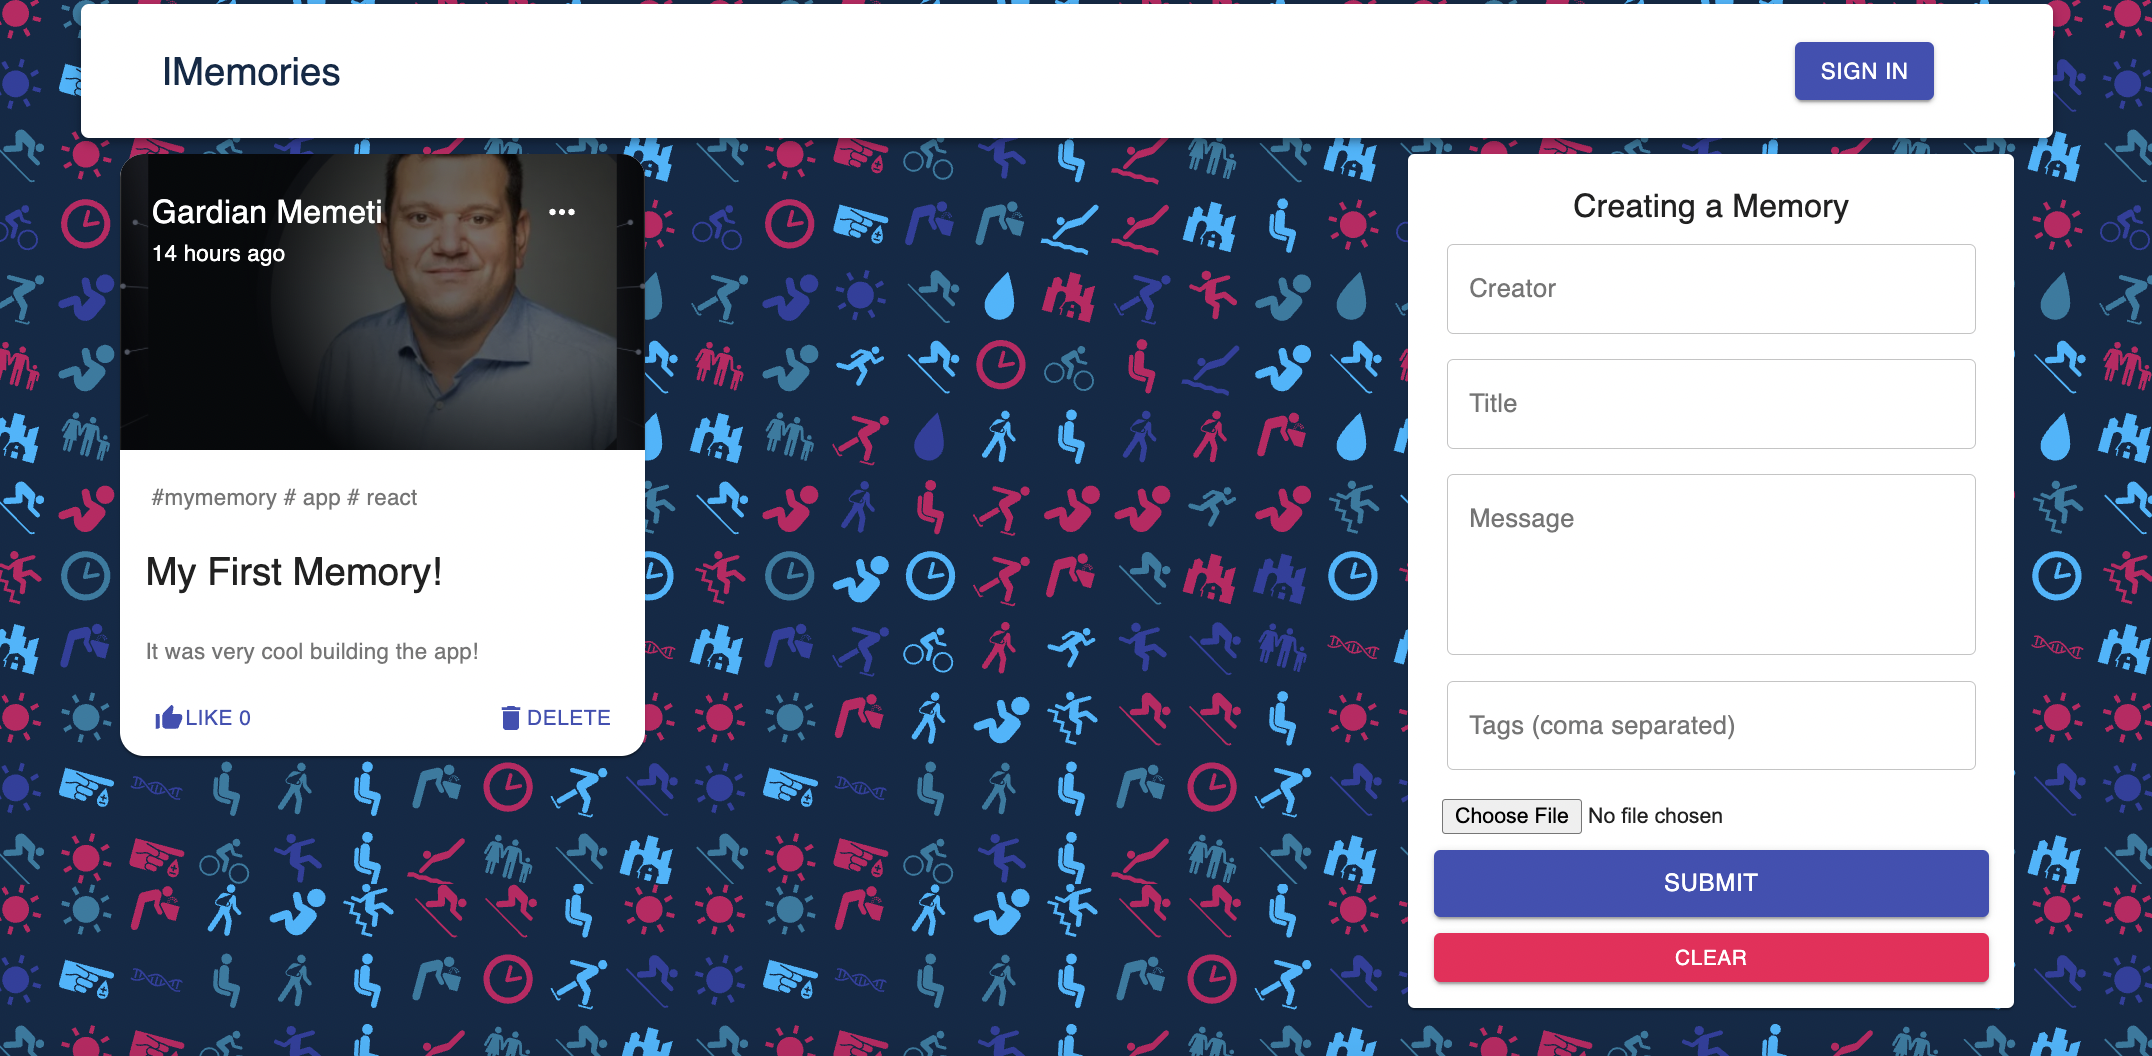 IMemories
SIGN IN
Gardian Memeti
14 hours ago
#mymemory # app # react
My First Memory!
It was very cool building the app!
LIKE 0
DELETE
Creating a Memory
Creator
Title
Message
Tags (coma separated)
Choose File No file chosen
SUBMIT
CLEAR